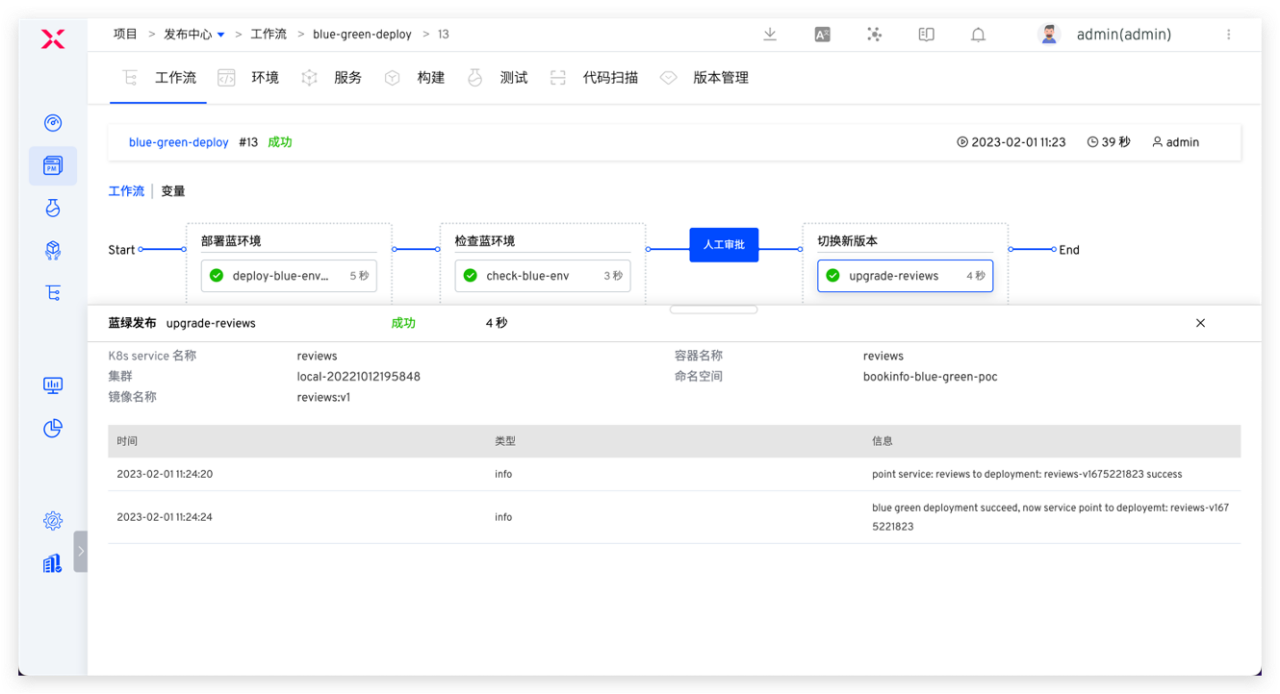 项目 > 发布中心 > 工作流 > blue-green-deploy > 13
admin(admin)
工作流 环境 服务 构建 测试 代码扫描 版本管理
blue-green-deploy #13 成功
2023-02-01 11:23 39 秒 admin
工作流 变量
Start
部署蓝环境
deploy-blue-env... 5 秒
检查蓝环境
check-blue-env 3 秒
人工审批
切换新版本
upgrade-reviews 4 秒
End
蓝绿发布 upgrade-reviews 成功 4 秒
K8s service 名称 reviews 容器名称 reviews
集群 local-20221012195848 命名空间 bookinfo-blue-green-poc
镜像名称 reviews:v1
时间 类型 信息
2023-02-01 11:24:20 info point service: reviews to deployment: reviews-v1675221823 success
2023-02-01 11:24:24 info blue green deployment succeed, now service point to deployemt: reviews-v167
5221823